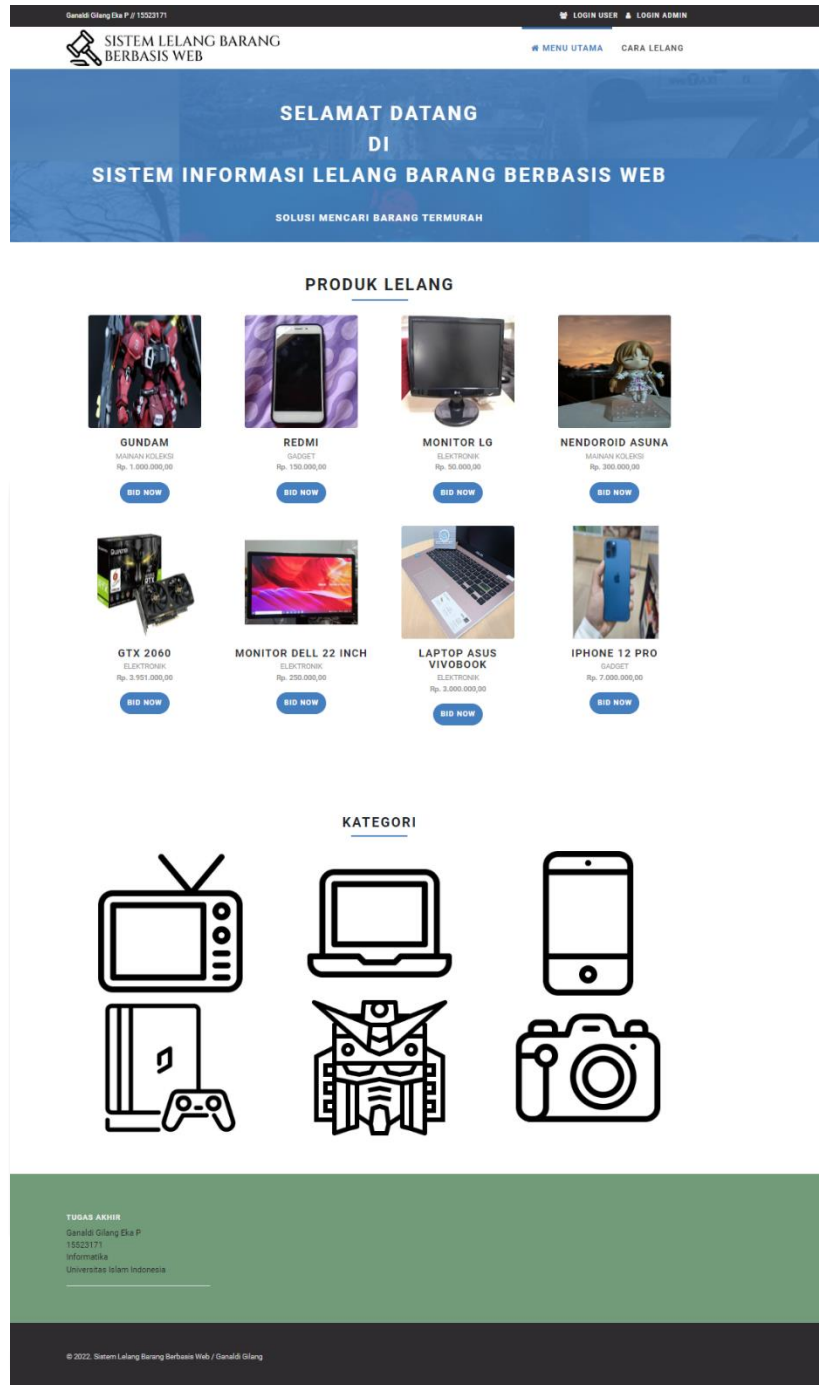 Ganaldi Gilang Eka P // 15523171
LOGIN USER LOGIN ADMIN
SISTEM LELANG BARANG
BERBASIS WEB
MENU UTAMA CARA LELANG
SELAMAT DATANG
DI
SISTEM INFORMASI LELANG BARANG BERBASIS WEB
SOLUSI MENCARI BARANG TERMURAH
PRODUK LELANG
GUNDAM
MAINAN KOLEKSI
Rp. 1.000.000,00
BID NOW
REDMI
GADGET
Rp. 150.000,00
BID NOW
MONITOR LG
ELEKTRONIK
Rp. 50.000,00
BID NOW
NENDOROID ASUNA
MAINAN KOLEKSI
Rp. 300.000,00
BID NOW
GTX 2060
ELEKTRONIK
Rp. 3.951.000,00
BID NOW
MONITOR DELL 22 INCH
ELEKTRONIK
Rp. 250.000,00
BID NOW
LAPTOP ASUS
VIVOBOOK
ELEKTRONIK
Rp. 3.000.000,00
BID NOW
IPHONE 12 PRO
GADGET
Rp. 7.000.000,00
BID NOW
KATEGORI
TUGAS AKHIR
Ganaldi Gilang Eka P
15523171
Informatika
Universitas Islam Indonesia
© 2022. Sistem Lelang Barang Berbasis Web / Ganaldi Gilang